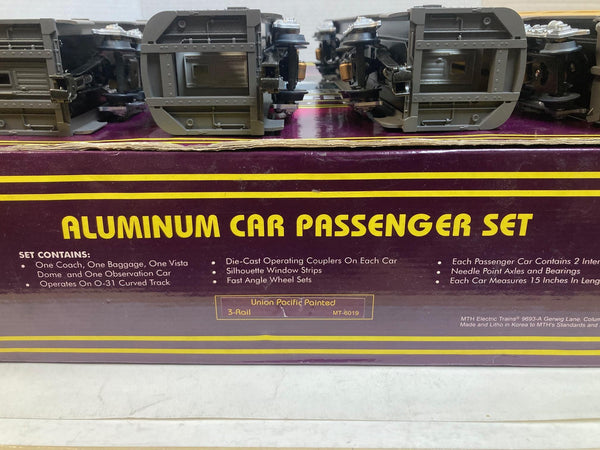 ALUMINUM CAR PASSENGER SET
SET CONTAINS:
• One Coach, One Baggage, One Vista
Dome and One Observation Car
• Operates On O-31 Curved Track
• Die-Cast Operating Couplers On Each Car
• Silhouette Window Strips
• Fast Angle Wheel Sets
• Each Passenger Car Contains 2 Inter
• Needle Point Axles and Bearings
• Each Car Measures 15 Inches In Leng
Union Pacific Painted
3-Rail MT-6019
MTH Electric Trains® 9693-A Gerwig Lane, Colum
Made and Litho in Korea to MTH's Standards and